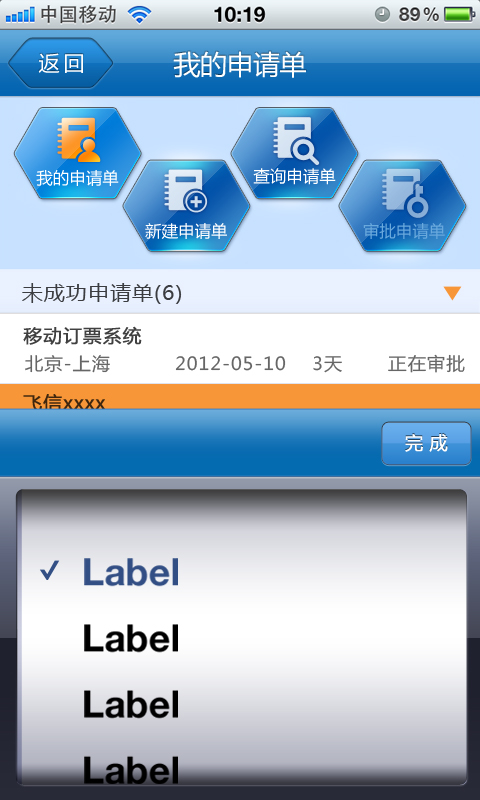 中国移动 10:19 89%
返回 我的申请单
我的申请单 查询申请单
新建申请单 审批申请单
未成功申请单(6)
移动订票系统
北京-上海 2012-05-10 3天 正在审批
飞信xxxx
完成
Label
Label
Label
Label